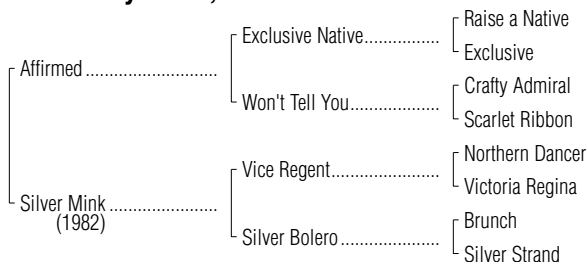 Raise a Native
Exclusive Native..................
Exclusive
Affirmed ................................
Crafty Admiral
Won't Tell You.....................
Scarlet Ribbon
Northern Dancer
Vice Regent..........................
Victoria Regina
Silver Mink ..........................
(1982)
Brunch
Silver Bolero .......................
Silver Strand